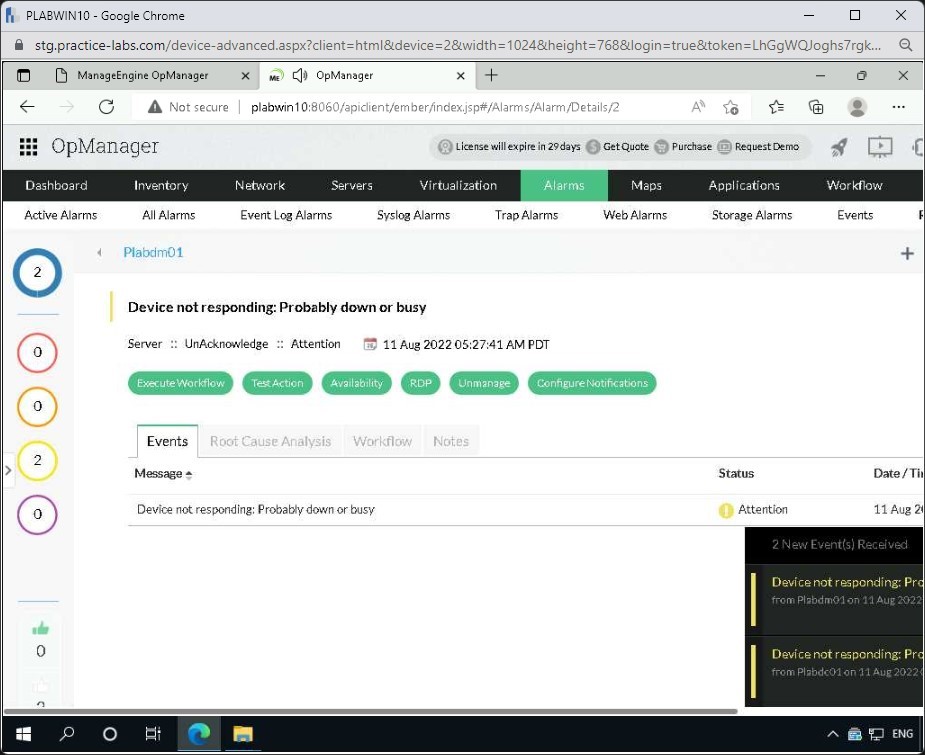 PLABWIN10 - Google Chrome
stg.practice-labs.com/device-advanced.aspx?client=html&device=2&width=1024&height=768&login=true&token=LhGgWQJoghs7rgk...
ManageEngine OpManager
ME
OpManager
Not secure
plabwin10:8060/apiclient/ember/index.jsp#/Alarms/Alarm/Details/2
OpManager
License will expire in 29 days Get Quote Purchase Request Demo
Dashboard Inventory Network Servers Virtualization Alarms Maps Applications Workflow
Active Alarms All Alarms Event Log Alarms Syslog Alarms Trap Alarms Web Alarms Storage Alarms Events
Plabdm01
2
Device not responding: Probably down or busy
Server :: UnAcknowledge :: Attention 11 Aug 2022 05:27:41 AM PDT
0
Execute Workflow Test Action Availability RDP Unmanage Configure Notifications
0
Events Root Cause Analysis Workflow Notes
2
Message Status Date / Ti
Device not responding: Probably down or busy Attention 11 Aug 2
0
2 New Event(s) Received
Device not responding: Pro
from Plabdm01 on 11 Aug 2022
0
Device not responding: Pro
from Plabdc01 on 11 Aug 2022
ENG